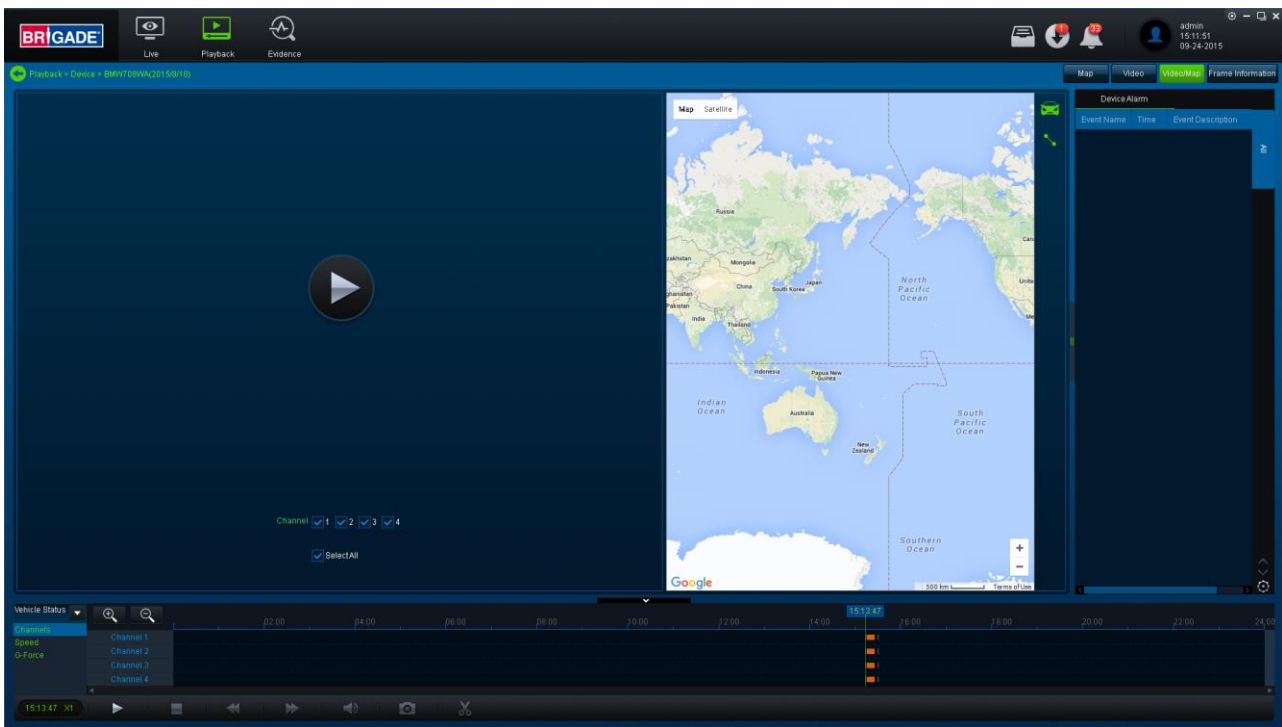 BRIGADE
Live
Playback
Evidence
1
33
admin
15:11:51
09-24-2015
Playback » Device » BMW708WA(2015/9/18)
Map
Video
Video/Map
Frame Information
Map
Satellite
Device Alarm
Event Name
Time
Event Description
All
Russia
Mongolia
China
South Korea
Japan
Pakistan
India
Thailand
North
Pacific
Ocean
Indonesia
Papua New
Guinea
Indian
Ocean
Australia
South
Pacific
Ocean
New
Zealand
Southern
Ocean
Google
500 km
Terms of Use
Channel
1
2
3
4
Select All
Vehicle Status
Channels
Speed
G-Force
02:00
04:00
06:00
08:00
10:00
12:00
14:00
15:13:47
16:00
18:00
20:00
22:00
24:00
Channel 1
Channel 2
Channel 3
Channel 4
15:13:47 X1